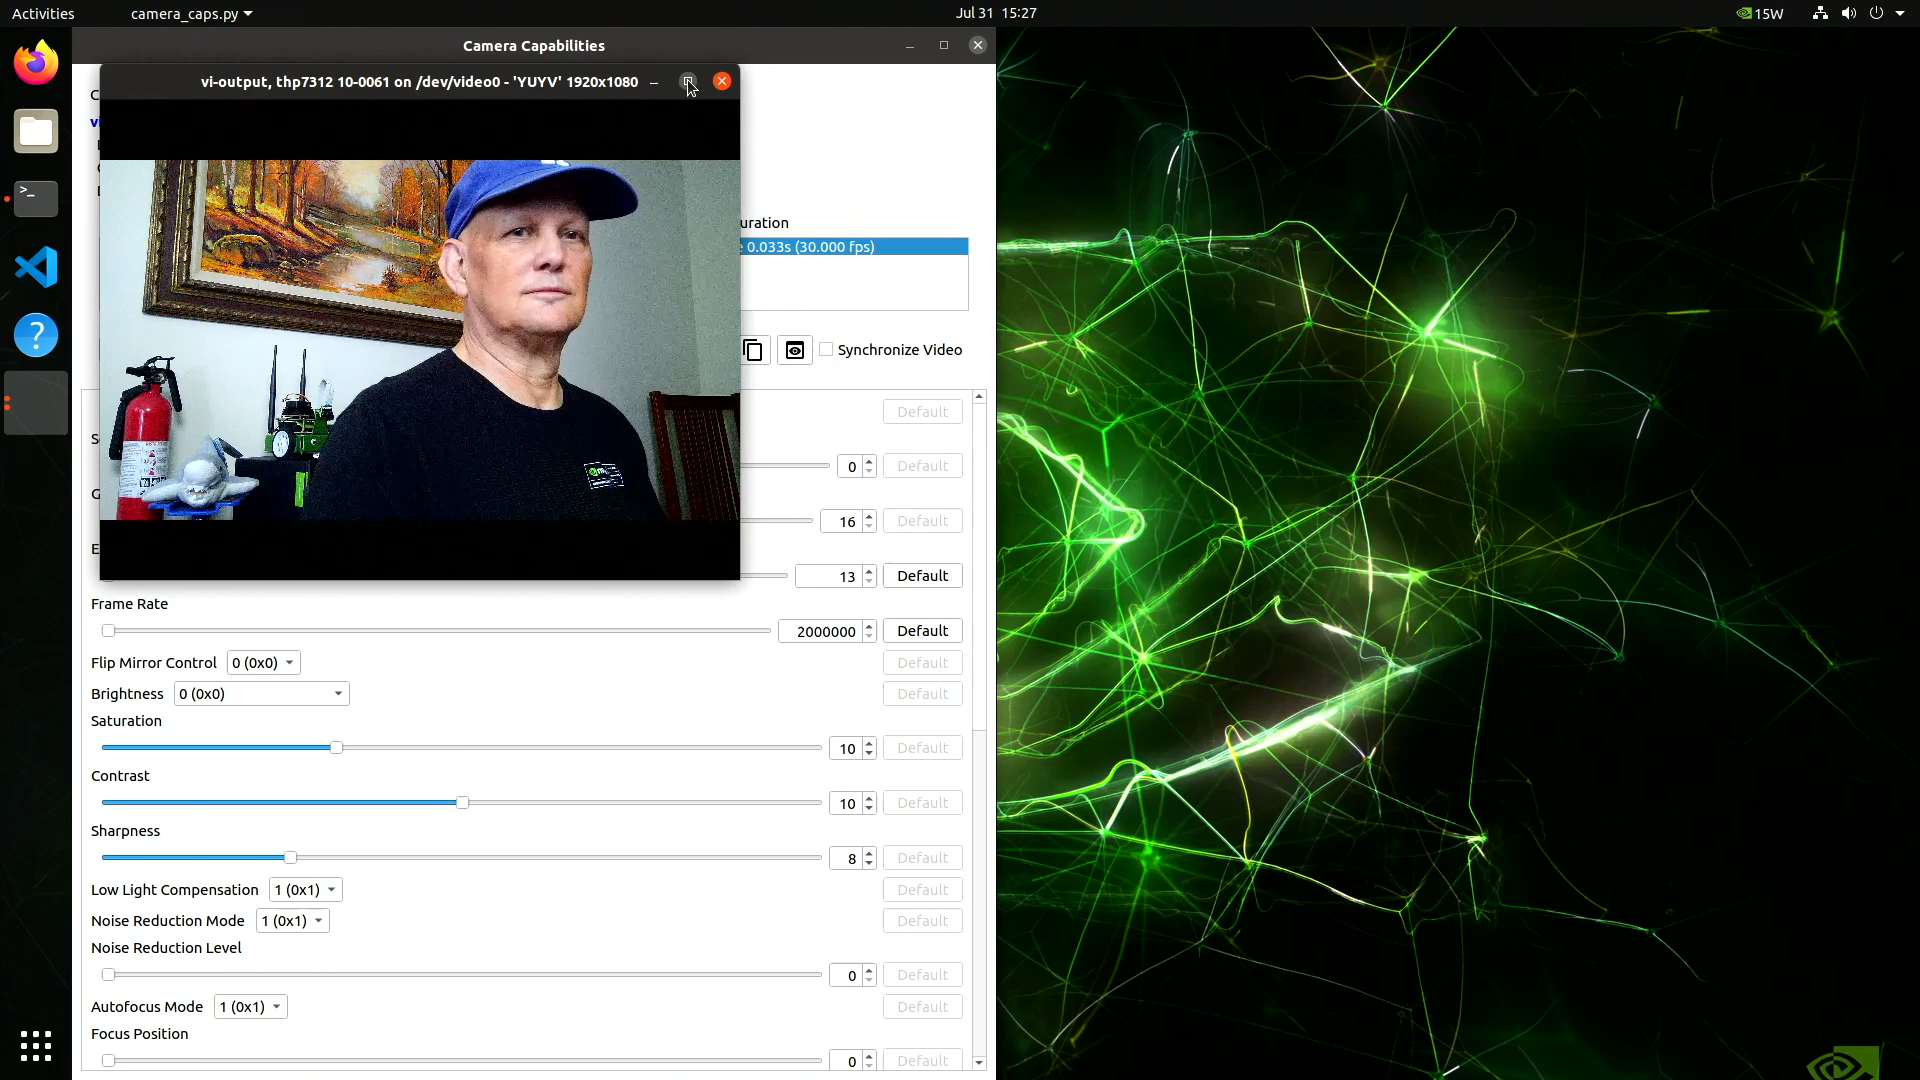 Activities
camera_caps.py
Jul 31 15:27
15W
Camera Capabilities
vi-output, thp7312 10-0061 on /dev/video0 - 'YUYV' 1920x1080
C
vi
uration
0.033s (30.000 fps)
Synchronize Video
Default
S
0 Default
G
16 Default
E
13 Default
Frame Rate
2000000 Default
Flip Mirror Control 0 (0x0) Default
Brightness 0 (0x0) Default
Saturation
10 Default
Contrast
10 Default
Sharpness
8 Default
Low Light Compensation 1 (0x1) Default
Noise Reduction Mode 1 (0x1) Default
Noise Reduction Level
0 Default
Autofocus Mode 1 (0x1) Default
Focus Position
0 Default